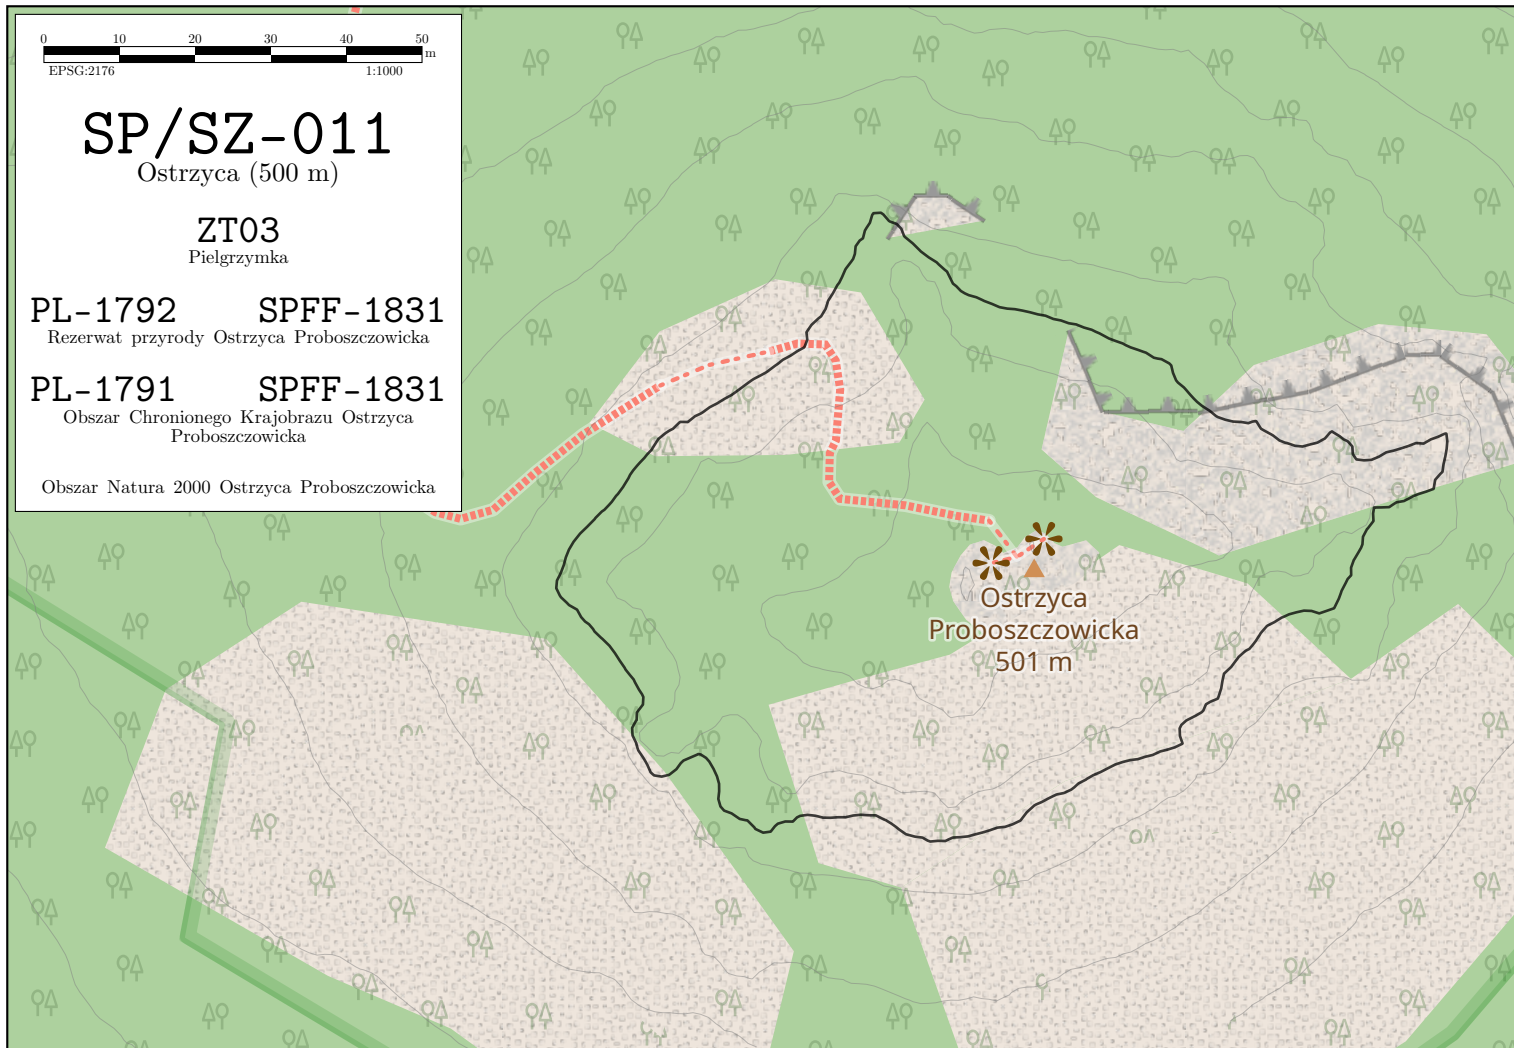 0 10 20 30 40 50
m
EPSG:2176 1:1000
SP/SZ-011
Ostrzyca (500 m)
ZT03
Pielgrzymka
PL-1792 SPFF-1831
Rezerwat przyrody Ostrzyca Proboszczowicka
PL-1791 SPFF-1831
Obszar Chronionego Krajobrazu Ostrzyca
Proboszczowicka
Obszar Natura 2000 Ostrzyca Proboszczowicka
Ostrzyca
Proboszczowicka
501 m